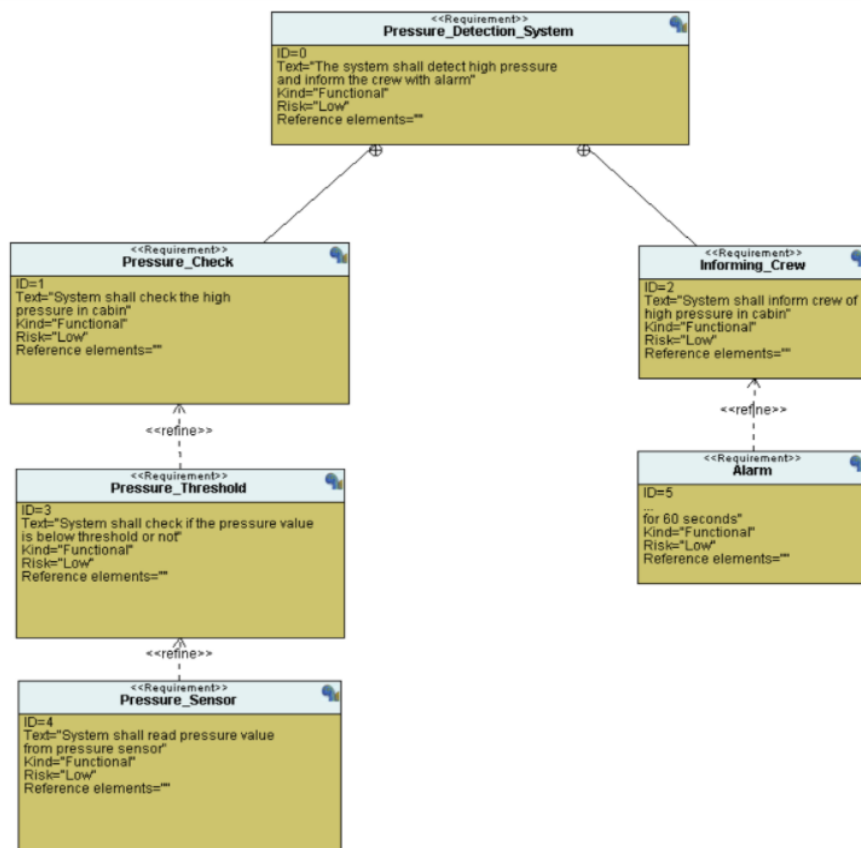 <<Requirement>>
Pressure_Detection_System
ID=0
Text="The system shall detect high pressure
and inform the crew with alarm"
Kind="Functional"
Risk="Low"
Reference elements=""
<<Requirement>>
Pressure_Check
ID=1
Text="System shall check the high
pressure in cabin"
Kind="Functional"
Risk="Low"
Reference elements=""
<<Requirement>>
Informing_Crew
ID=2
Text="System shall inform crew of
high pressure in cabin"
Kind="Functional"
Risk="Low"
Reference elements=""
<<refine>>
<<refine>>
<<Requirement>>
Pressure_Threshold
ID=3
Text="System shall check if the pressure value
is below threshold or not"
Kind="Functional"
Risk="Low"
Reference elements=""
<<Requirement>>
Alarm
ID=5
...
for 60 seconds"
Kind="Functional"
Risk="Low"
Reference elements=""
<<refine>>
<<Requirement>>
Pressure_Sensor
ID=4
Text="System shall read pressure value
from pressure sensor"
Kind="Functional"
Risk="Low"
Reference elements=""